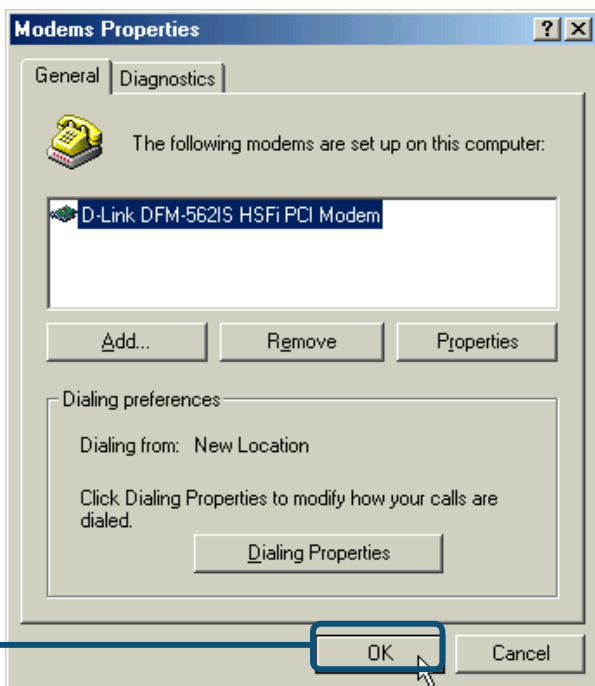 Modems Properties
General Diagnostics
The following modems are set up on this computer:
D-Link DFM-562IS HSFi PCI Modem
Add... Remove Properties
Dialing preferences
Dialing from: New Location
Click Dialing Properties to modify how your calls are
dialed.
Dialing Properties
OK Cancel